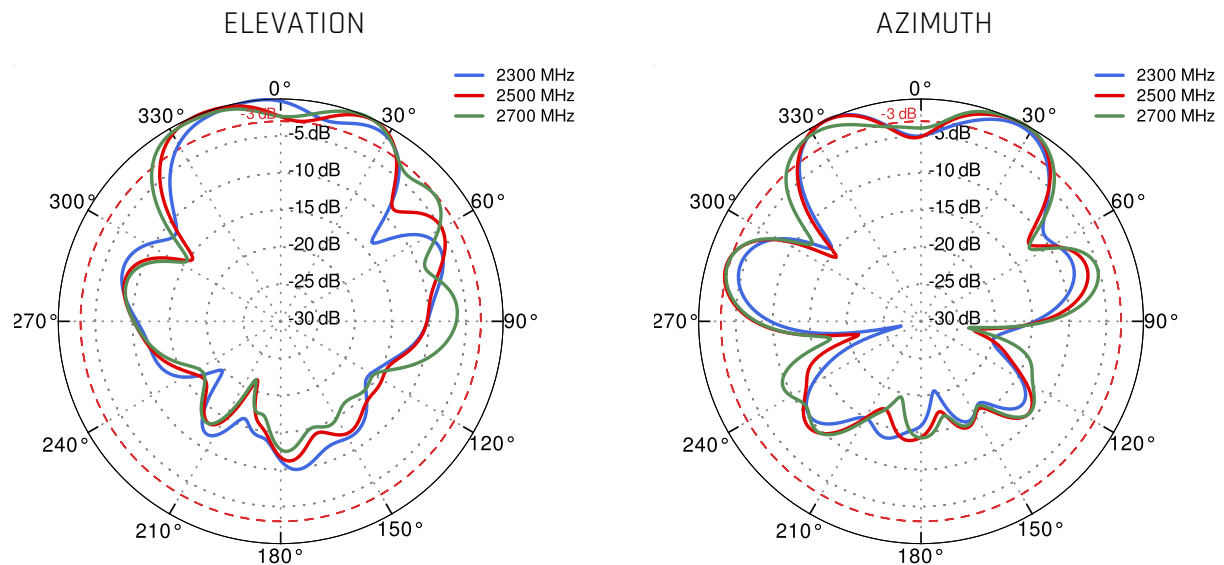 ELEVATION
2300 MHz
2500 MHz
2700 MHz
0°
330°
-3 dB
30°
-5 dB
-10 dB
300°
60°
-15 dB
-20 dB
-25 dB
270°
-30 dB
90°
240°
120°
210°
150°
180°
AZIMUTH
2300 MHz
2500 MHz
2700 MHz
0°
330°
-3 dB
30°
-5 dB
-10 dB
300°
60°
-15 dB
-20 dB
-25 dB
270°
-30 dB
90°
240°
120°
210°
150°
180°